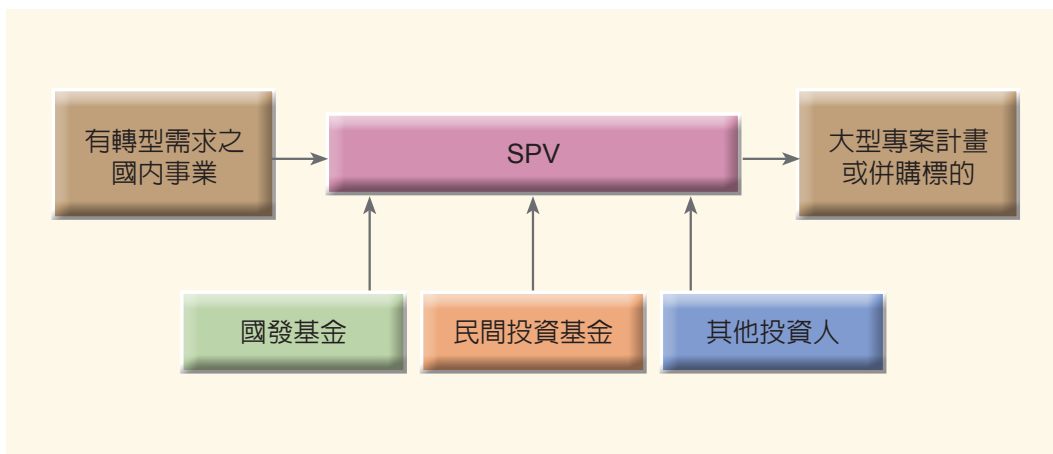 有轉型需求之
國內事業
SPV
大型專案計畫
或併購標的
國發基金
民間投資基金
其他投資人